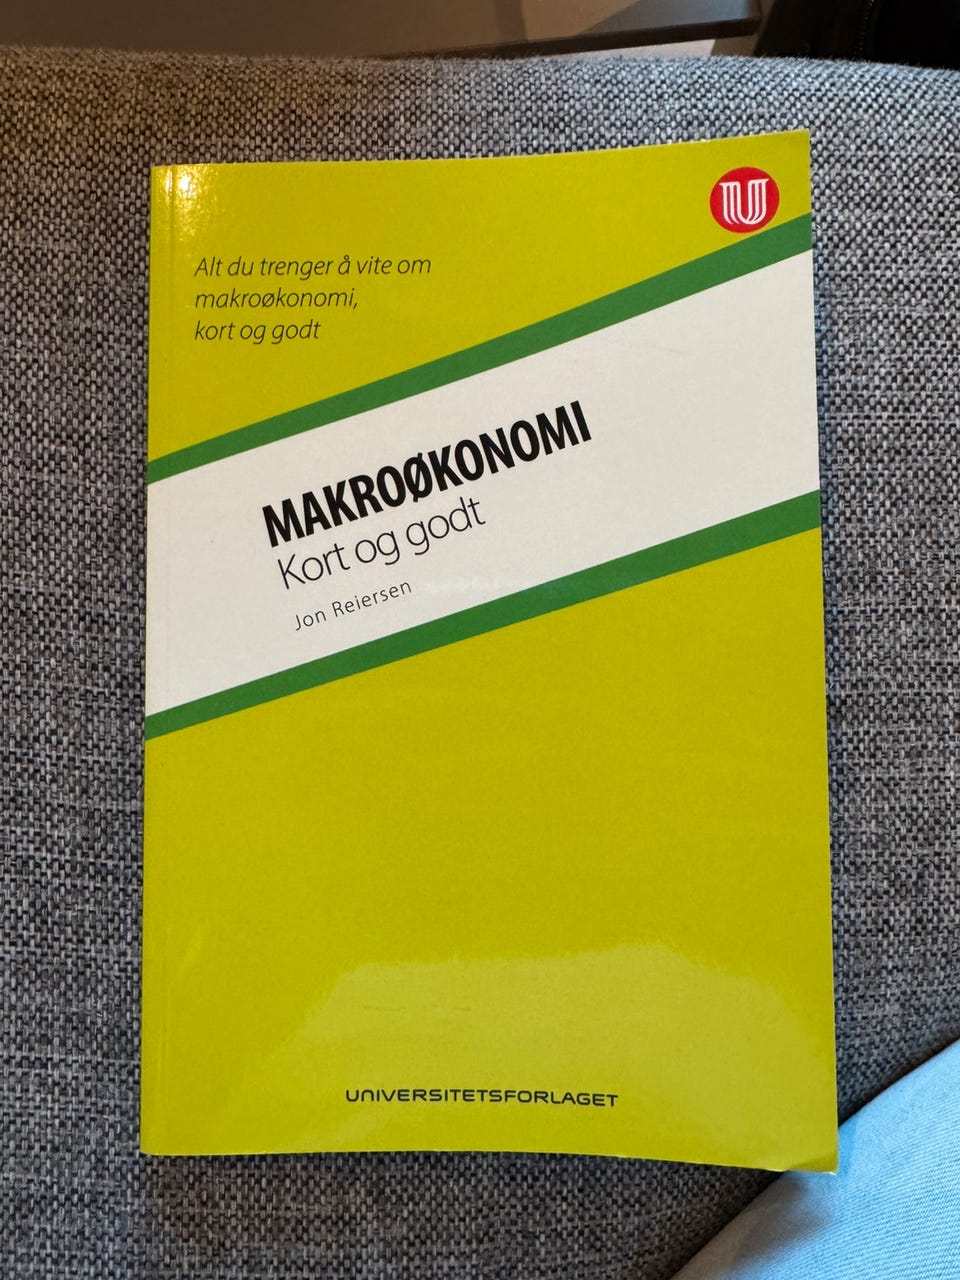 U
Alt du trenger å vite om
makroøkonomi,
kort og godt
MAKROØKONOMI
Kort og godt
Jon Reiersen
UNIVERSITETSFORLAGET